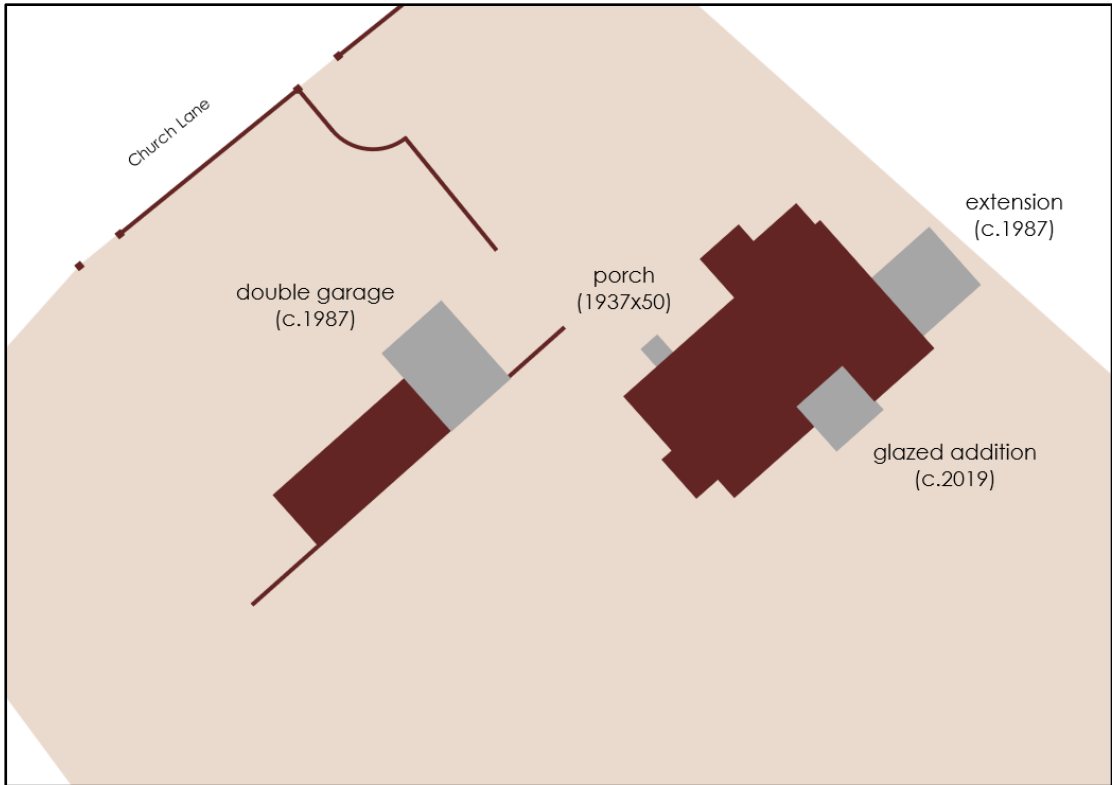 Church Lane
extension
(c.1987)
porch
(1937x50)
double garage
(c.1987)
glazed addition
(c.2019)